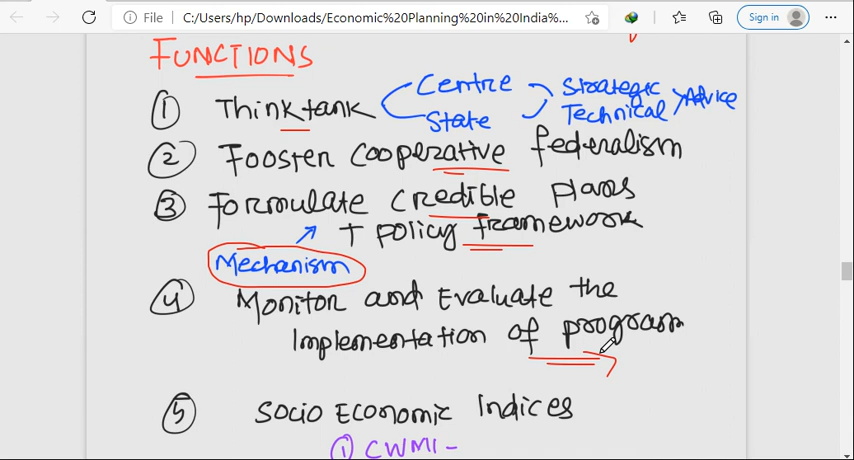 File C:/Users/hp/Downloads/Economic%20Planning%20in%20India%...
Sign in
FUNCTIONS
① Thinktank Centre State Strategic Technical Advice
② Fooster Cooperative federalism
③ Formulate Credible plans
+ policy framework
Mechanism
④ Monitor and Evaluate the
implementation of program
⑤ Socio Economic Indices
① CWMI -